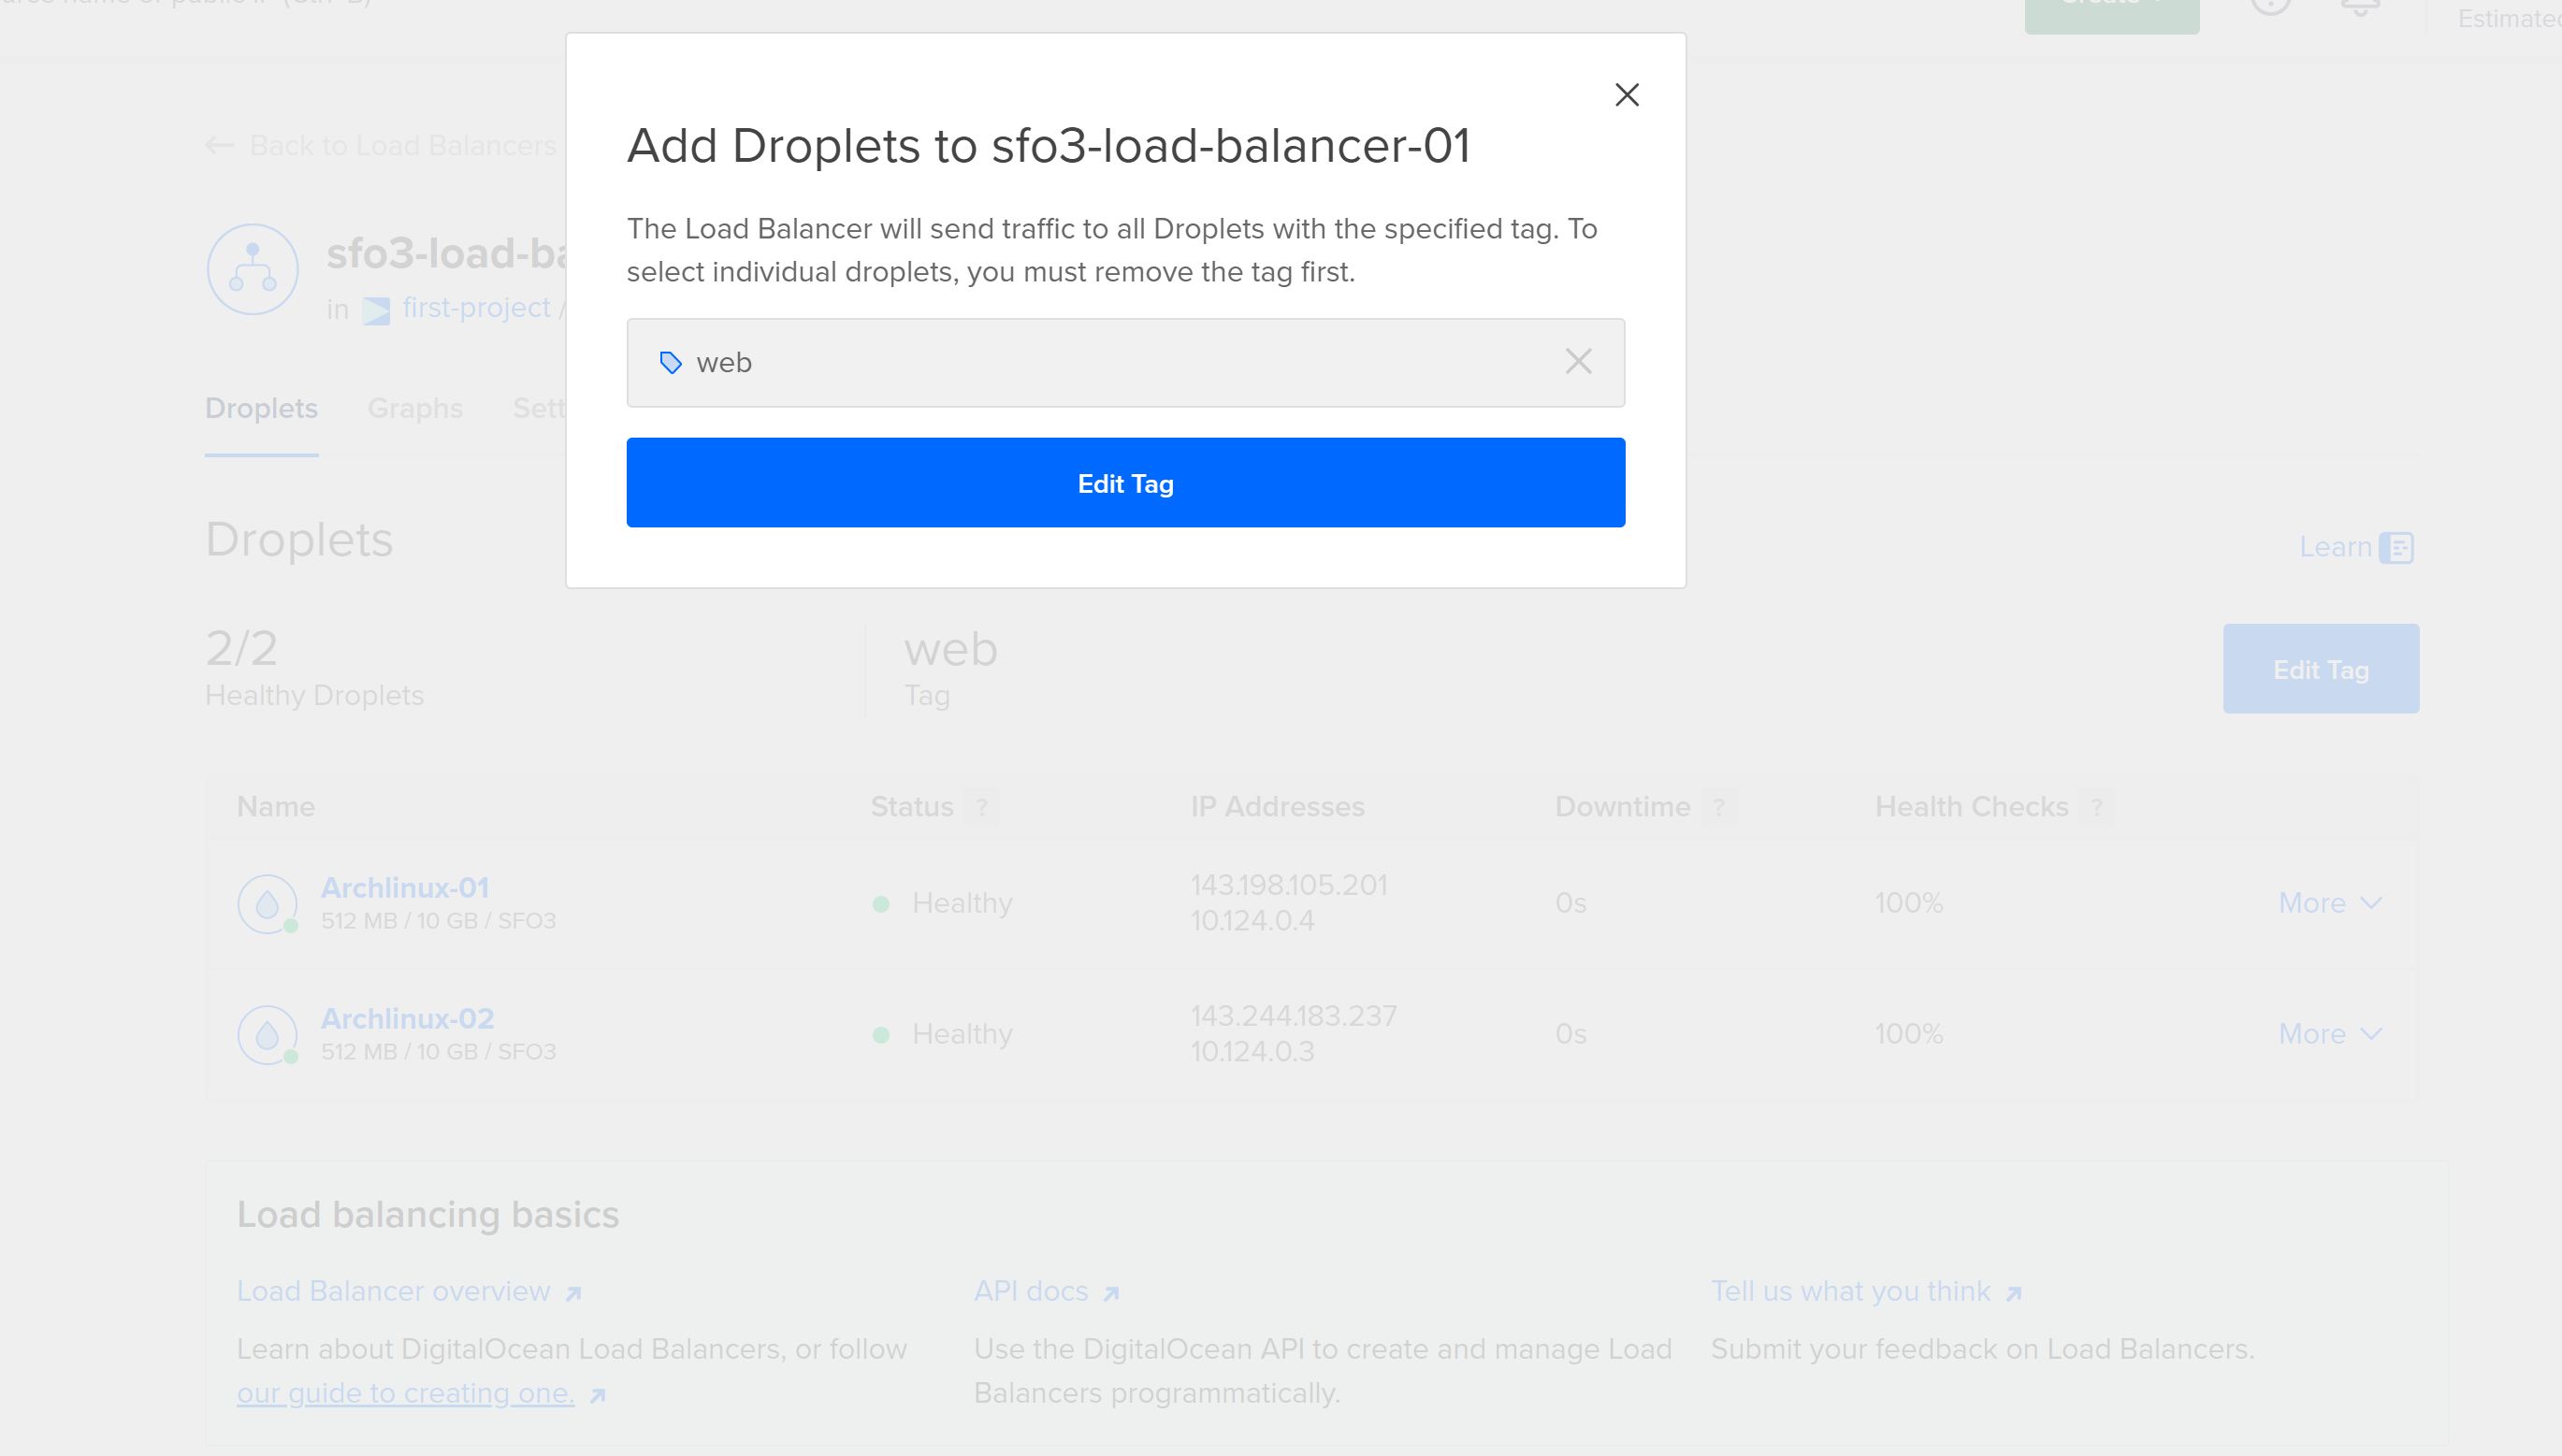 Estimated
Add Droplets to sfo3-load-balancer-01
The Load Balancer will send traffic to all Droplets with the specified tag. To
select individual droplets, you must remove the tag first.
web
Edit Tag
Back to Load Balancers
sfo3-load-ba
in first-project /
Droplets Graphs Sett
Droplets
Learn
2/2
Healthy Droplets
web
Tag
Edit Tag
Name Status ? IP Addresses Downtime ? Health Checks ?
Archlinux-01
512 MB / 10 GB / SFO3
Healthy
143.198.105.201
10.124.0.4
0s
100%
More
Archlinux-02
512 MB / 10 GB / SFO3
Healthy
143.244.183.237
10.124.0.3
0s
100%
More
Load balancing basics
Load Balancer overview
Learn about DigitalOcean Load Balancers, or follow
our guide to creating one.
API docs
Use the DigitalOcean API to create and manage Load
Balancers programmatically.
Tell us what you think
Submit your feedback on Load Balancers.